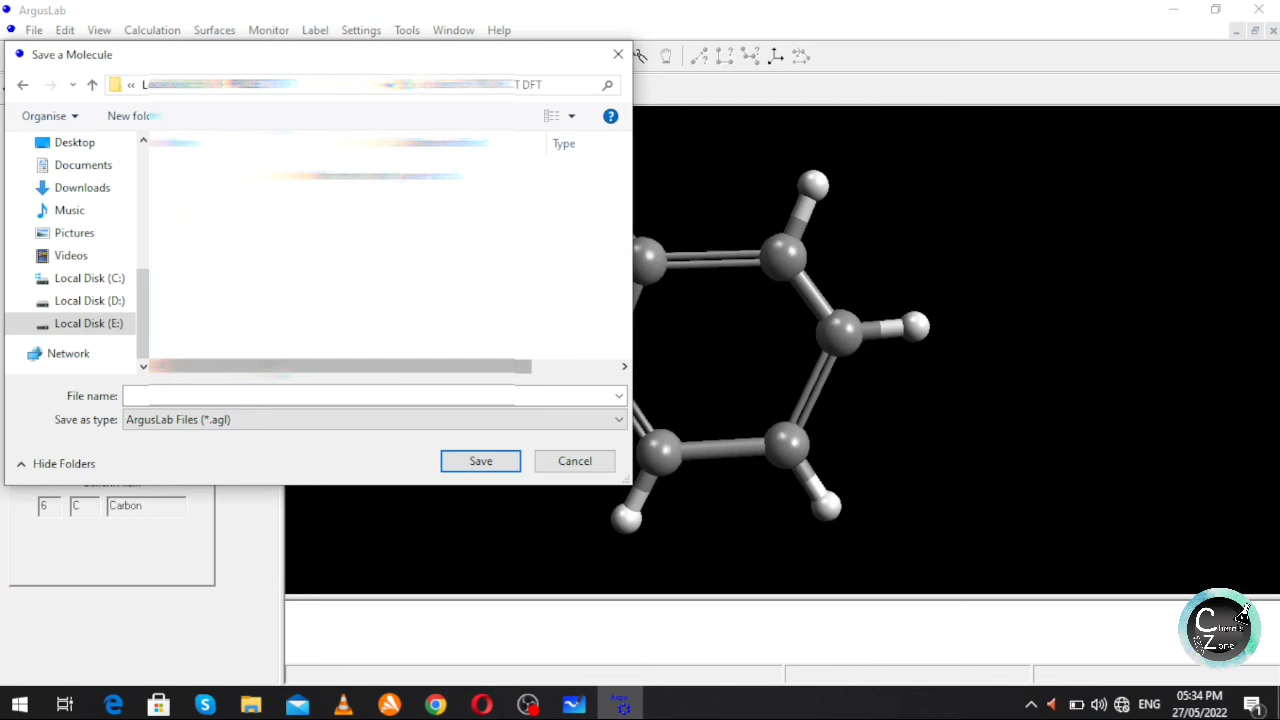 ArgusLab
File Edit View Calculation Surfaces Monitor Label Settings Tools Window Help
Save a Molecule
T DFT
Organise New fold
Type
Desktop
Documents
Downloads
Music
Pictures
Videos
Local Disk (C:)
Local Disk (D:)
Local Disk (E:)
Network
File name:
Save as type: ArgusLab Files (*.agl)
Hide Folders Save Cancel
6 C Carbon
Zone
ENG 05:34 PM
27/05/2022